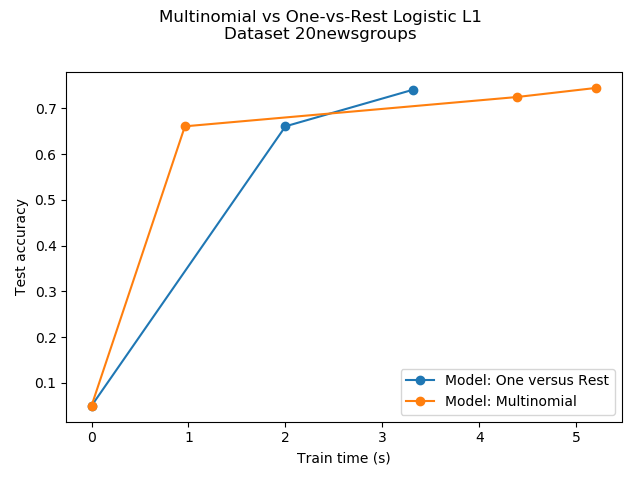 Multinomial vs One-vs-Rest Logistic L1
Dataset 20newsgroups
0.7
0.6
0.5
0.4
0.3
0.2
0.1
Test accuracy
Model: One versus Rest
Model: Multinomial
0 1 2 3 4 5
Train time (s)